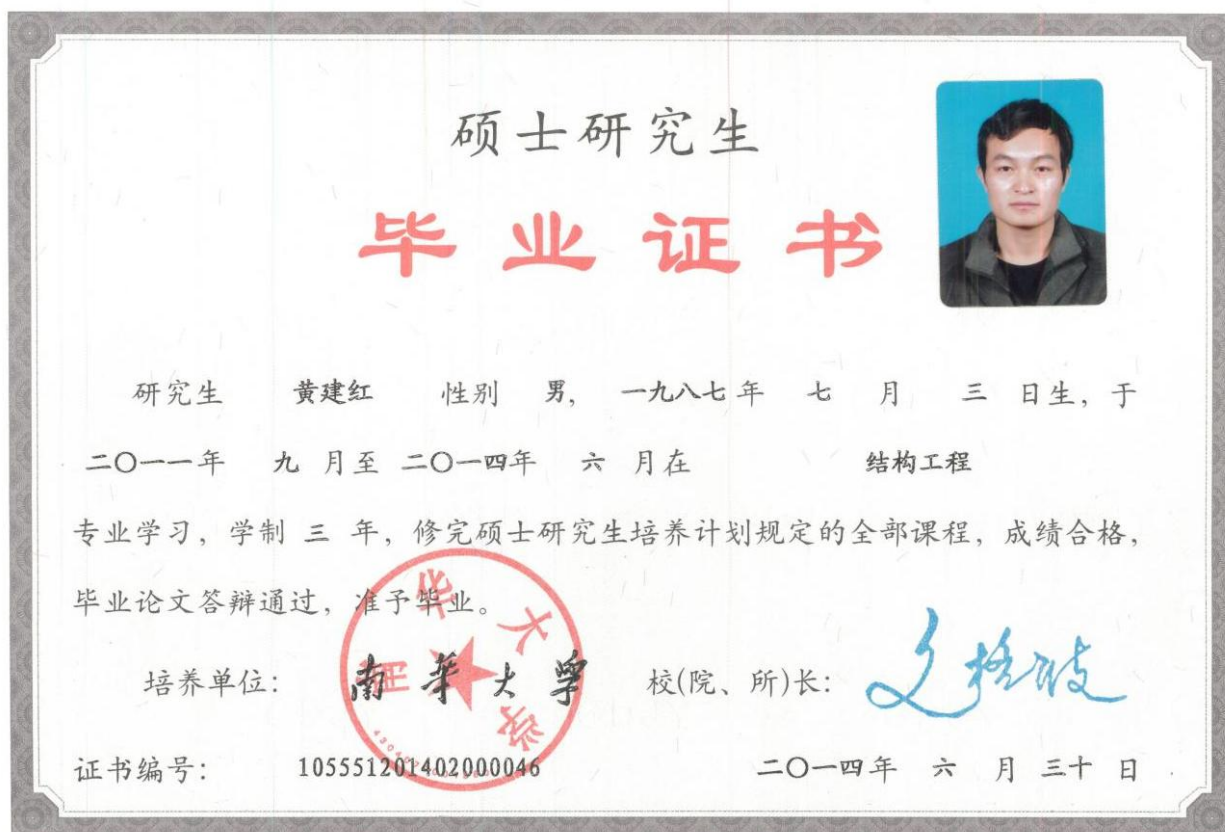 硕士研究生
毕业证书
研究生 黄建红 性别 男， 一九八七年 七 月 三 日生，于
二〇一一年 九 月至 二〇一四年 六 月在 结构工程
专业学习，学制 三 年，修完硕士研究生培养计划规定的全部课程，成绩合格，
毕业论文答辩通过，准予毕业。
南华大学
培养单位： 南华大学 校(院、所)长：
证书编号： 105551201402000046 二〇一四年 六 月 三十 日